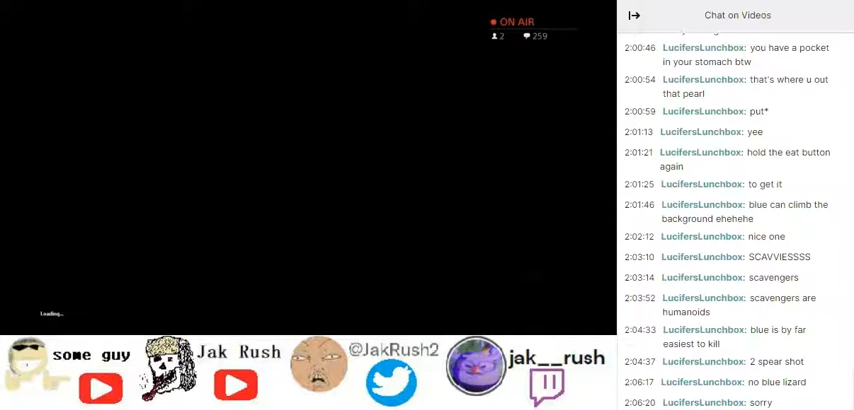 ON AIR
2 259
Loading...
some guy
Jak Rush
@JakRush2
jak__rush
Chat on Videos
2:00:46 LucifersLunchbox: you have a pocket
in your stomach btw
2:00:54 LucifersLunchbox: that's where u out
that pearl
2:00:59 LucifersLunchbox: put*
2:01:13 LucifersLunchbox: yee
2:01:21 LucifersLunchbox: hold the eat button
again
2:01:25 LucifersLunchbox: to get it
2:01:46 LucifersLunchbox: blue can climb the
background ehehehe
2:02:12 LucifersLunchbox: nice one
2:03:10 LucifersLunchbox: SCAVVIESSSS
2:03:14 LucifersLunchbox: scavengers
2:03:52 LucifersLunchbox: scavengers are
humanoids
2:04:33 LucifersLunchbox: blue is by far
easiest to kill
2:04:37 LucifersLunchbox: 2 spear shot
2:06:17 LucifersLunchbox: no blue lizard
2:06:20 LucifersLunchbox: sorry